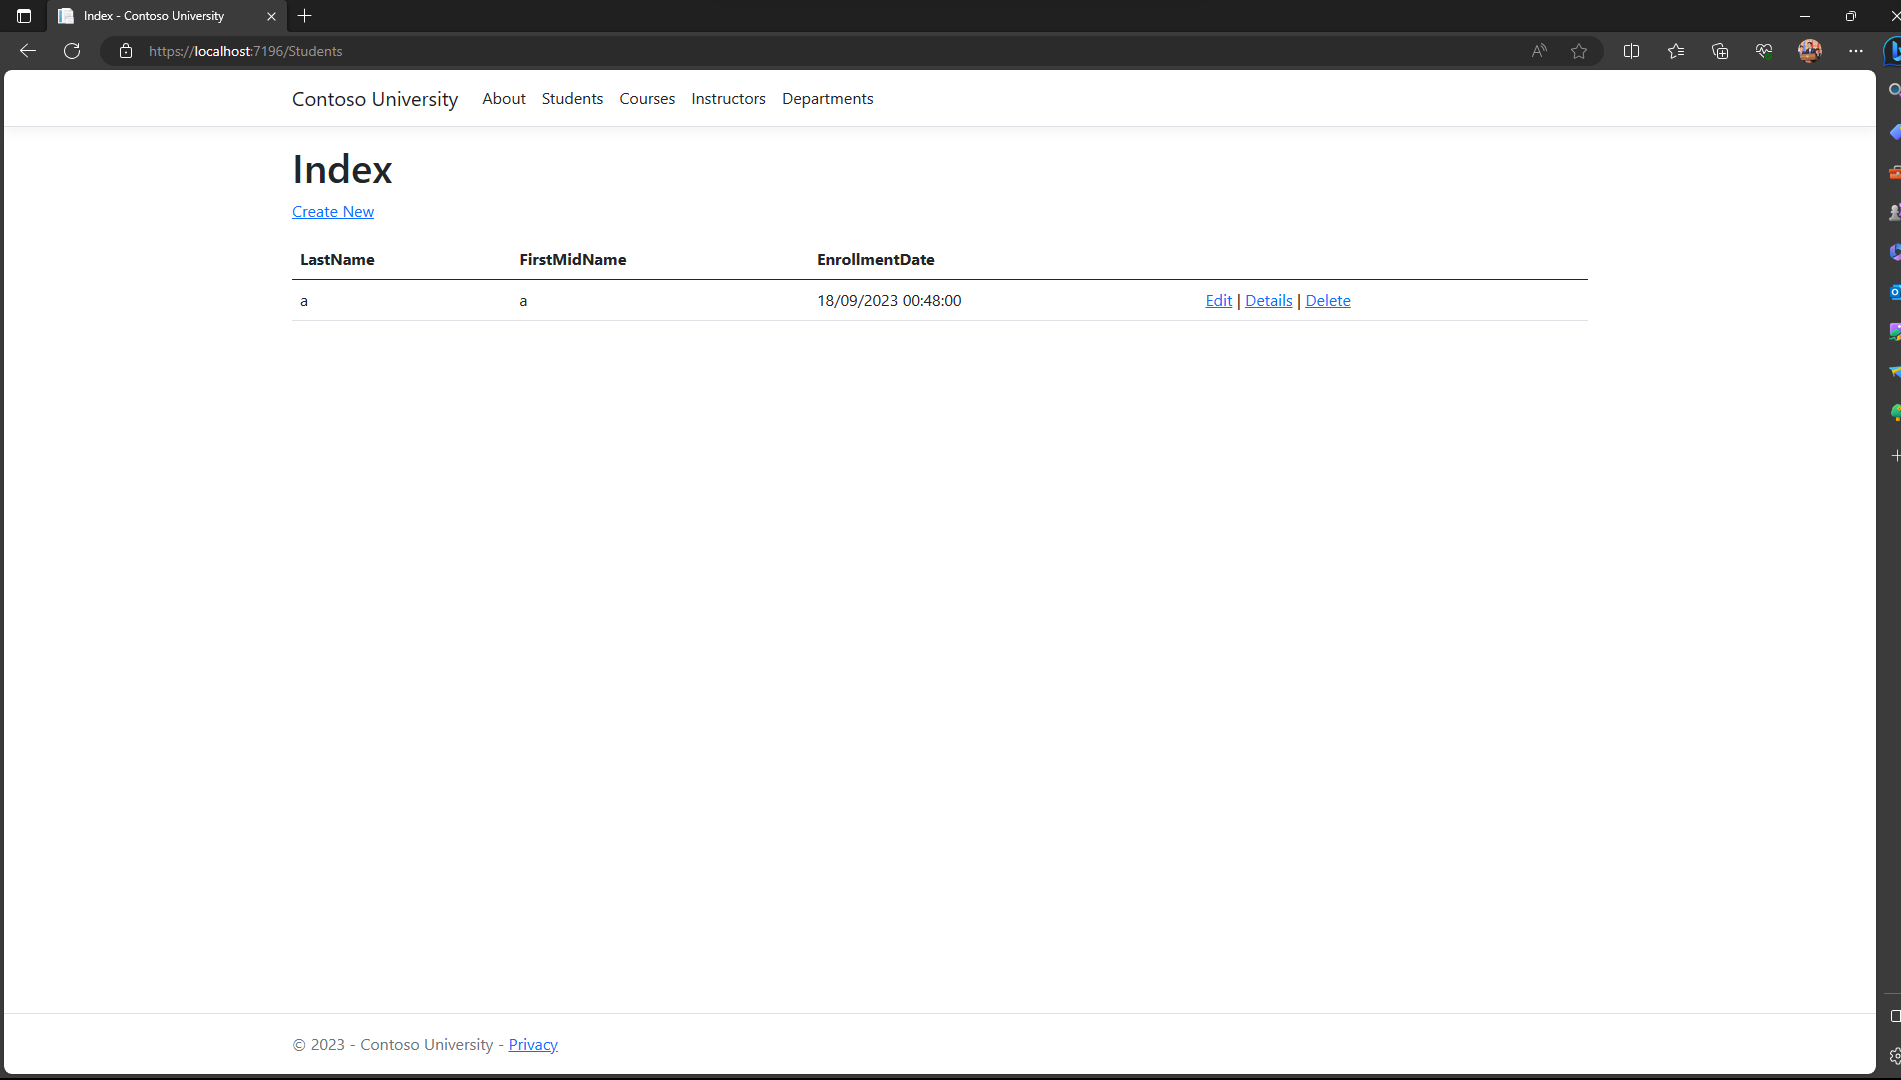 Index - Contoso University
https://localhost:7196/Students
Contoso University About Students Courses Instructors Departments
Index
Create New
LastName FirstMidName EnrollmentDate
a a 18/09/2023 00:48:00 Edit | Details | Delete
© 2023 - Contoso University - Privacy